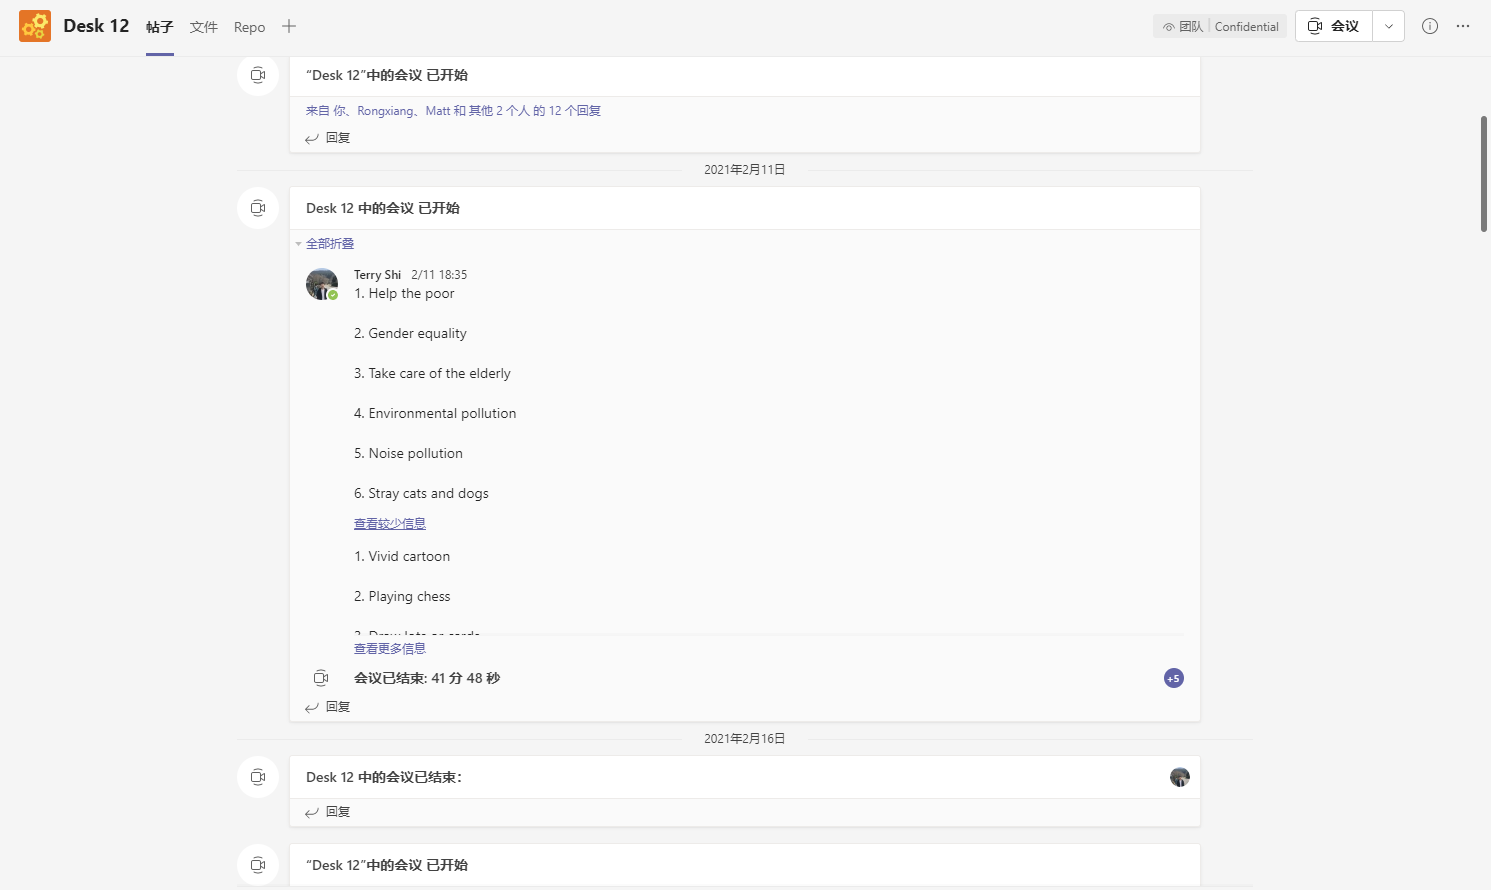 Desk 12 帖子 文件 Repo 团队 Confidential 会议
“Desk 12”中的会议 已开始
来自 你、Rongxiang、Matt 和 其他 2 个人 的 12 个回复
回复
2021年2月11日
Desk 12 中的会议 已开始
全部折叠
Terry Shi 2/11 18:35
1. Help the poor
2. Gender equality
3. Take care of the elderly
4. Environmental pollution
5. Noise pollution
6. Stray cats and dogs
查看较少信息
1. Vivid cartoon
2. Playing chess
3. Draw lots or cards
查看更多信息
会议已结束: 41 分 48 秒 +5
回复
2021年2月16日
Desk 12 中的会议已结束:
回复
“Desk 12”中的会议 已开始